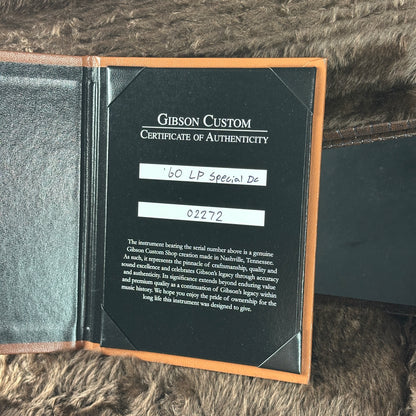 GIBSON CUSTOM
CERTIFICATE OF AUTHENTICITY
'60 LP Special DC
02272
The instrument bearing the serial number above is a genuine
Gibson Custom Shop creation made in Nashville, Tennessee.
As such, it represents the pinnacle of craftsmanship, quality and
sound excellence and celebrates Gibson's legacy through accuracy
and authenticity. Its significance extends beyond enduring value
and premium quality as a continuation of Gibson's legacy within
music history. We hope you enjoy the pride of ownership for the
long life this instrument was designed to give.